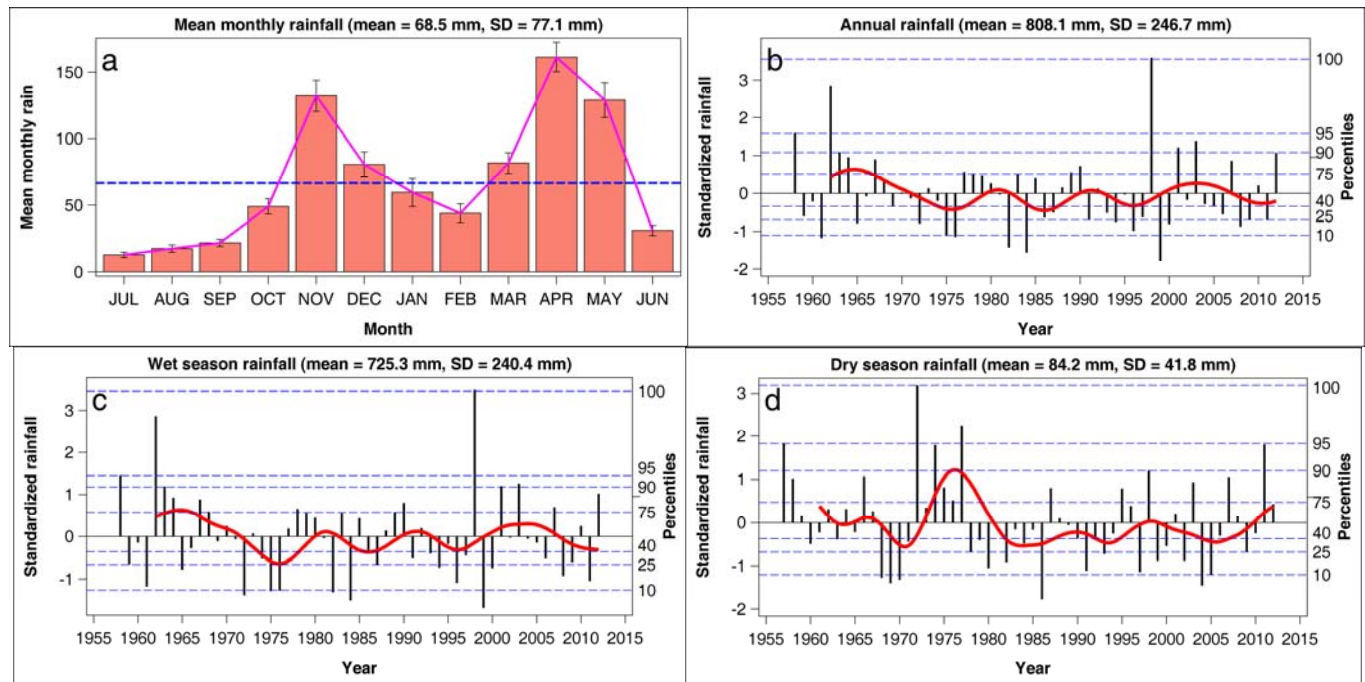 Mean monthly rainfall (mean = 68.5 mm, SD = 77.1 mm)
a
Mean monthly rain
150
100
50
0
JUL AUG SEP OCT NOV DEC JAN FEB MAR APR MAY JUN
Month
Annual rainfall (mean = 808.1 mm, SD = 246.7 mm)
b
Standardized rainfall
3
2
1
0
-1
-2
100
95
90
75
40
25
10
Percentiles
1955 1960 1965 1970 1975 1980 1985 1990 1995 2000 2005 2010 2015
Year
Wet season rainfall (mean = 725.3 mm, SD = 240.4 mm)
c
Standardized rainfall
3
2
1
0
-1
100
95
90
75
40
25
10
Percentiles
1955 1960 1965 1970 1975 1980 1985 1990 1995 2000 2005 2010 2015
Year
Dry season rainfall (mean = 84.2 mm, SD = 41.8 mm)
d
Standardized rainfall
3
2
1
0
-1
-2
100
95
90
75
40
25
10
Percentiles
1955 1960 1965 1970 1975 1980 1985 1990 1995 2000 2005 2010 2015
Year